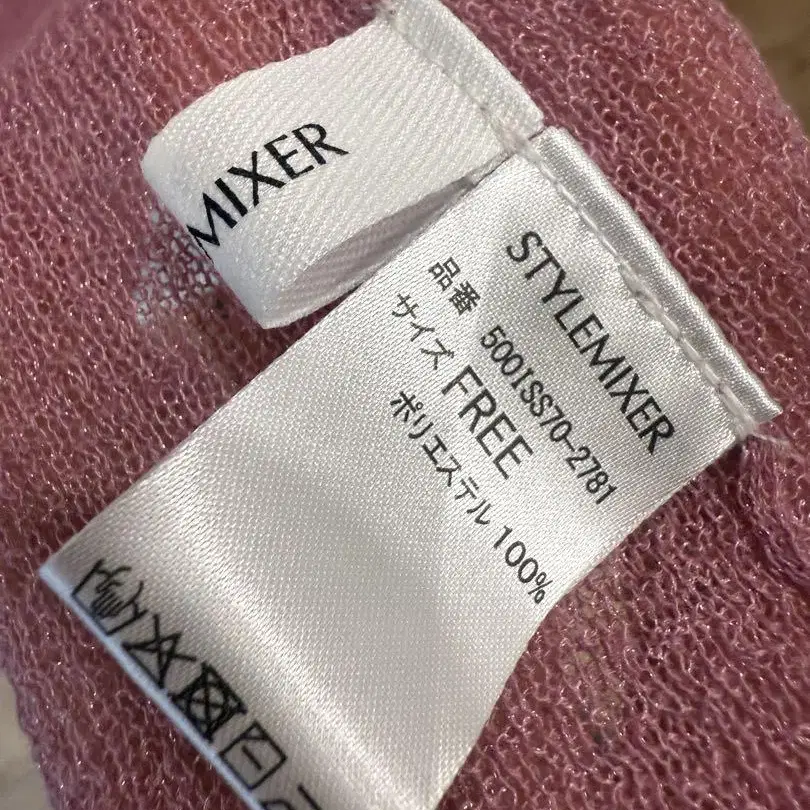 MIXER
STYLEMIXER
品番 5001SS70-2781
サイズ FREE
ポリエステル 100%